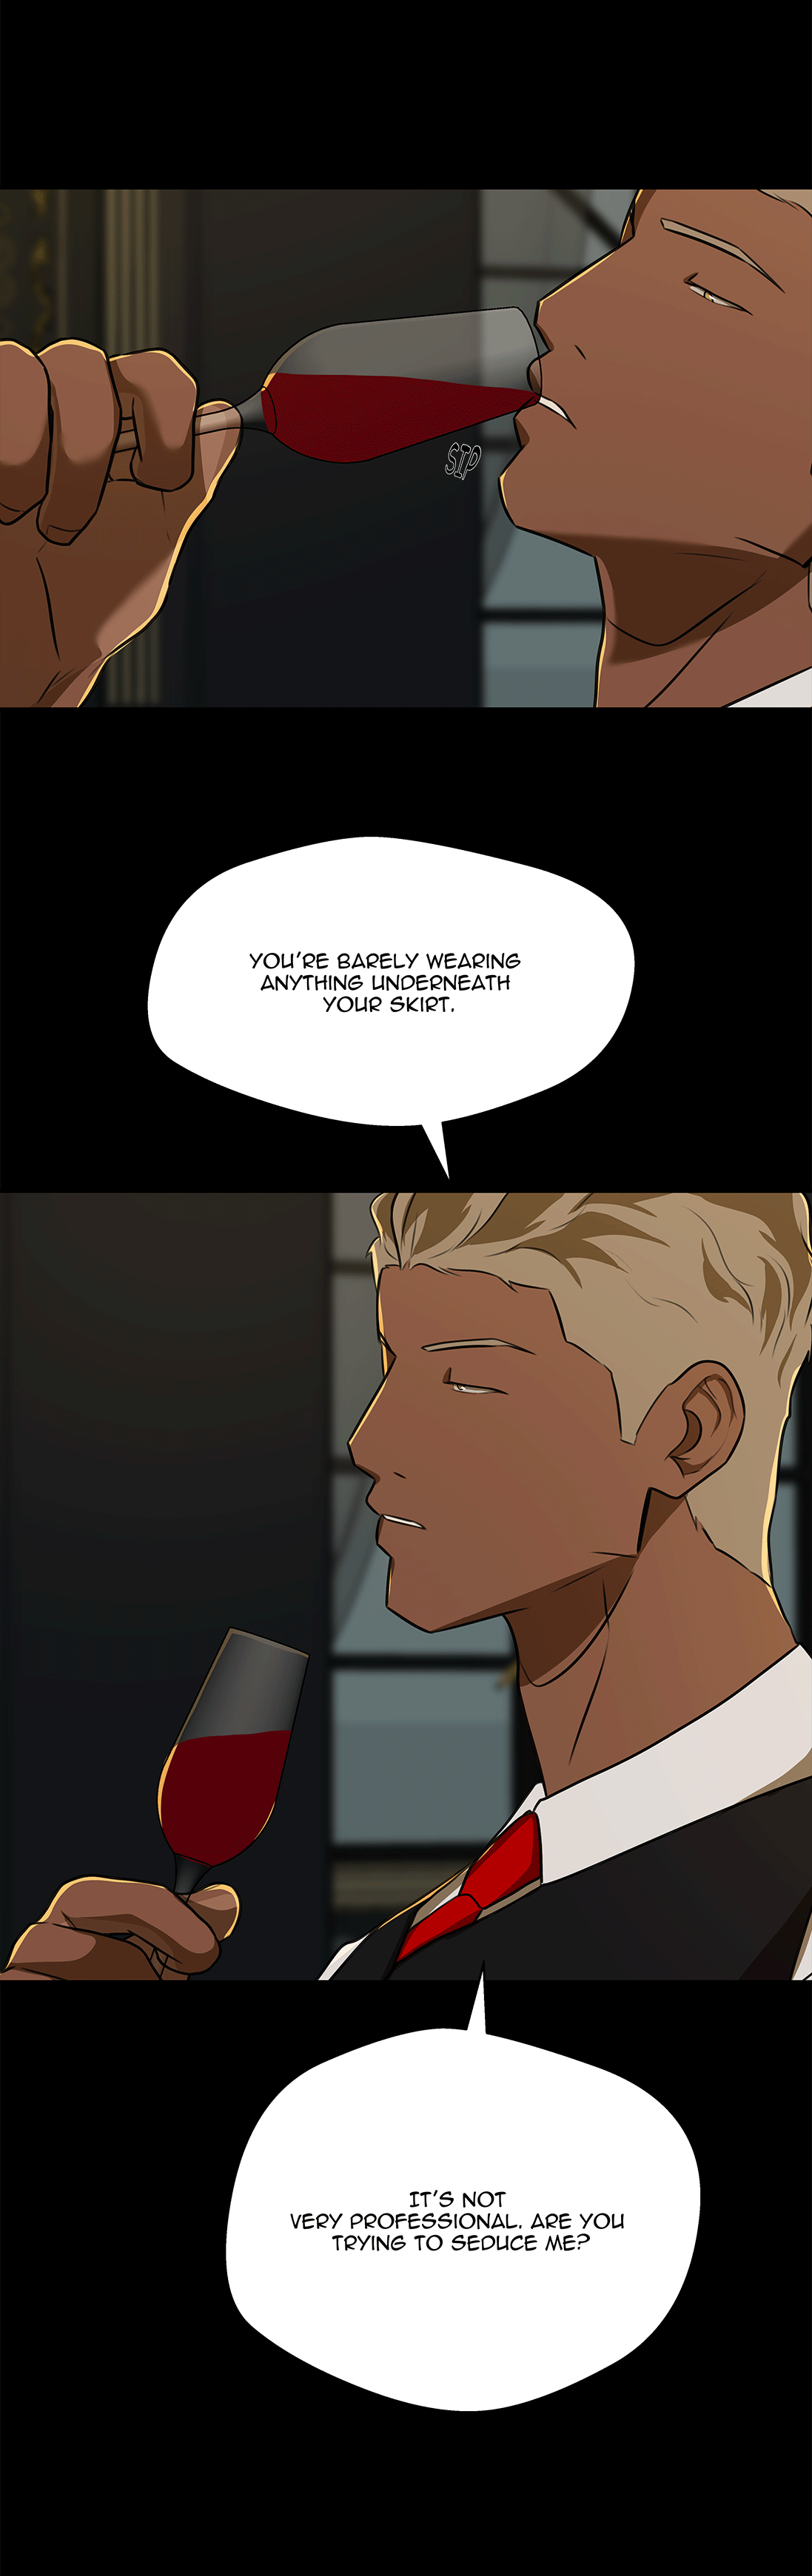 SIP
YOU'RE BARELY WEARING
ANYTHING UNDERNEATH
YOUR SKIRT.
IT'S NOT
VERY PROFESSIONAL. ARE YOU
TRYING TO SEDUCE ME?